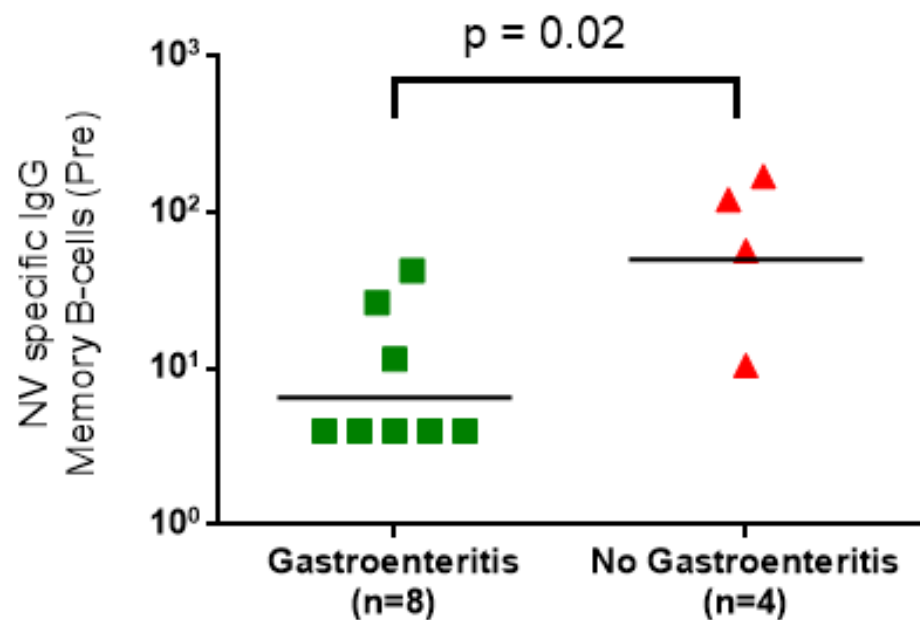 p = 0.02
NV specific IgG
Memory B-cells (Pre)
10³
10²
10¹
10⁰
Gastroenteritis
(n=8)
No Gastroenteritis
(n=4)